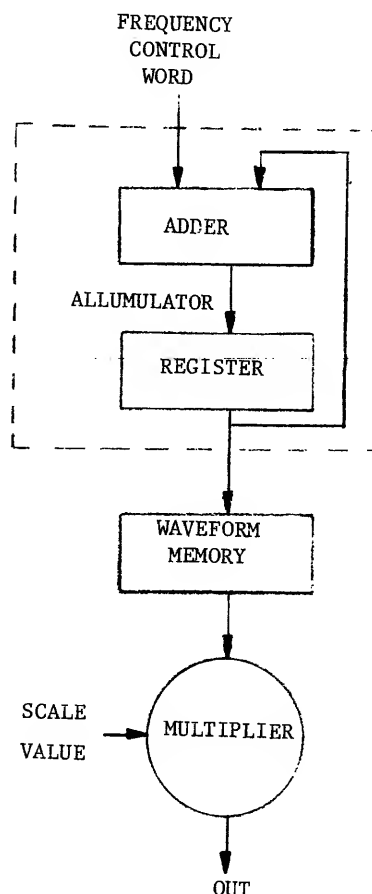 FREQUENCY
CONTROL
WORD
ADDER
ALLUMULATOR
REGISTER
WAVEFORM
MEMORY
SCALE
VALUE
MULTIPLIER
OUT